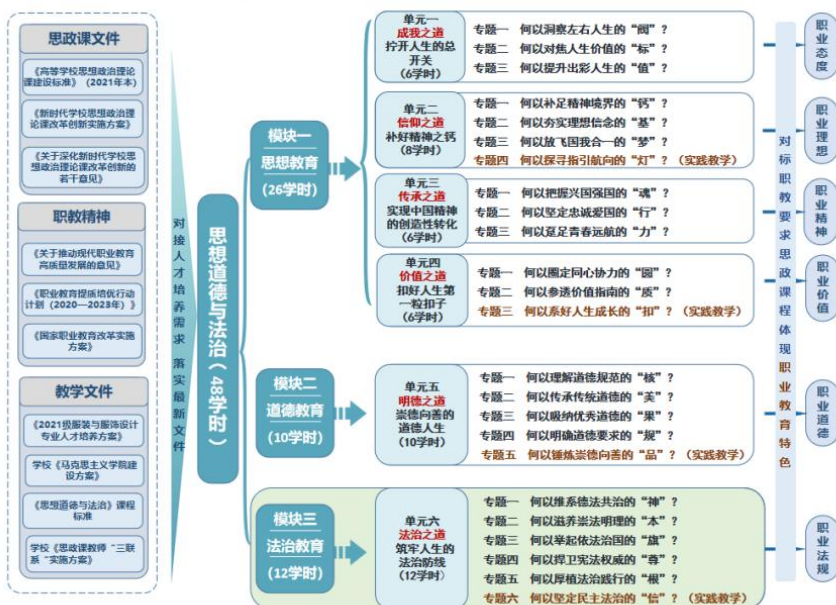 思政课文件
《高等学校思想政治理论
课建设标准》（2021年本）
《新时代学校思想政治理
论课改革创新实施方案》
《关于深化新时代学校思
想政治理论课改革创新的
若干意见》
职教精神
《关于推动现代职业教育
高质量发展的意见》
《职业教育提质培优行动
计划（2020—2023年）》
《国家职业教育改革实施
方案》
教学文件
《2021级服装与服饰设计
专业人才培养方案》
学校《马克思主义学院建
设方案》
《思想道德与法治》课程
标准
学校《思政课教师“三联
系”实施方案》
对接人才培养需求 落实最新文件
思想道德与法治（48学时）
模块一
思想教育
(26学时)
单元一
成我之道
拧开人生的总
开关
(6学时)
专题一 何以洞察左右人生的“阀”？
专题二 何以对焦人生价值的“标”？
专题三 何以提升出彩人生的“值”？
单元二
信仰之道
补好精神之钙
(8学时)
专题一 何以补足精神境界的“钙”？
专题二 何以夯实理想信念的“基”？
专题三 何以放飞国我合一的“梦”？
专题四 何以探寻指引航向的“灯”？（实践教学）
单元三
传承之道
实现中国精神
的创造性转化
(6学时)
专题一 何以把握兴国强国的“魂”？
专题二 何以坚定忠诚爱国的“行”？
专题三 何以趸足青春远航的“力”？
单元四
价值之道
扣好人生第
一粒扣子
(6学时)
专题一 何以圈定同心协力的“圆”？
专题二 何以参透价值指南的“质”？
专题三 何以系好人生成长的“扣”？（实践教学）
模块二
道德教育
(10学时)
单元五
明德之道
崇德向善的
道德人生
(10学时)
专题一 何以理解道德规范的“核”？
专题二 何以传承传统道德的“美”？
专题三 何以吸纳优秀道德的“果”？
专题四 何以明确道德要求的“规”？
专题五 何以锤炼崇德向善的“品”？（实践教学）
模块三
法治教育
(12学时)
单元六
法治之道
筑牢人生的
法治防线
(12学时)
专题一 何以维系德法共治的“神”？
专题二 何以滋养崇法明理的“本”？
专题三 何以举起依法治国的“旗”？
专题四 何以捍卫宪法权威的“尊”？
专题五 何以厚植法治践行的“根”？
专题六 何以坚定民主法治的“信”？（实践教学）
对标职教要求思政课程体现职业教育特色
职业态度
职业理想
职业精神
职业价值
职业道德
职业法规